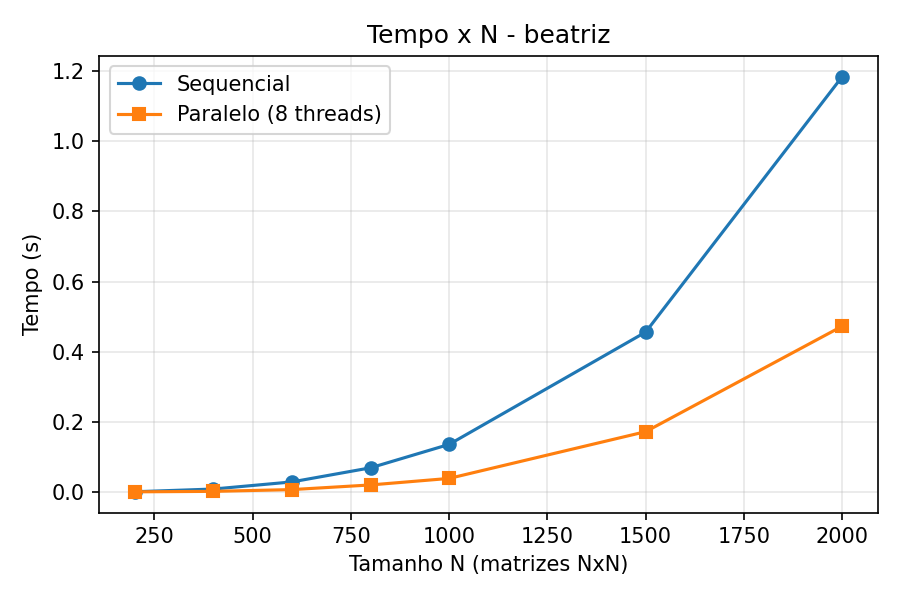 Tempo x N - beatriz
Sequencial
Paralelo (8 threads)
1.2
1.0
0.8
0.6
0.4
0.2
0.0
Tempo (s)
250 500 750 1000 1250 1500 1750 2000
Tamanho N (matrizes NxN)